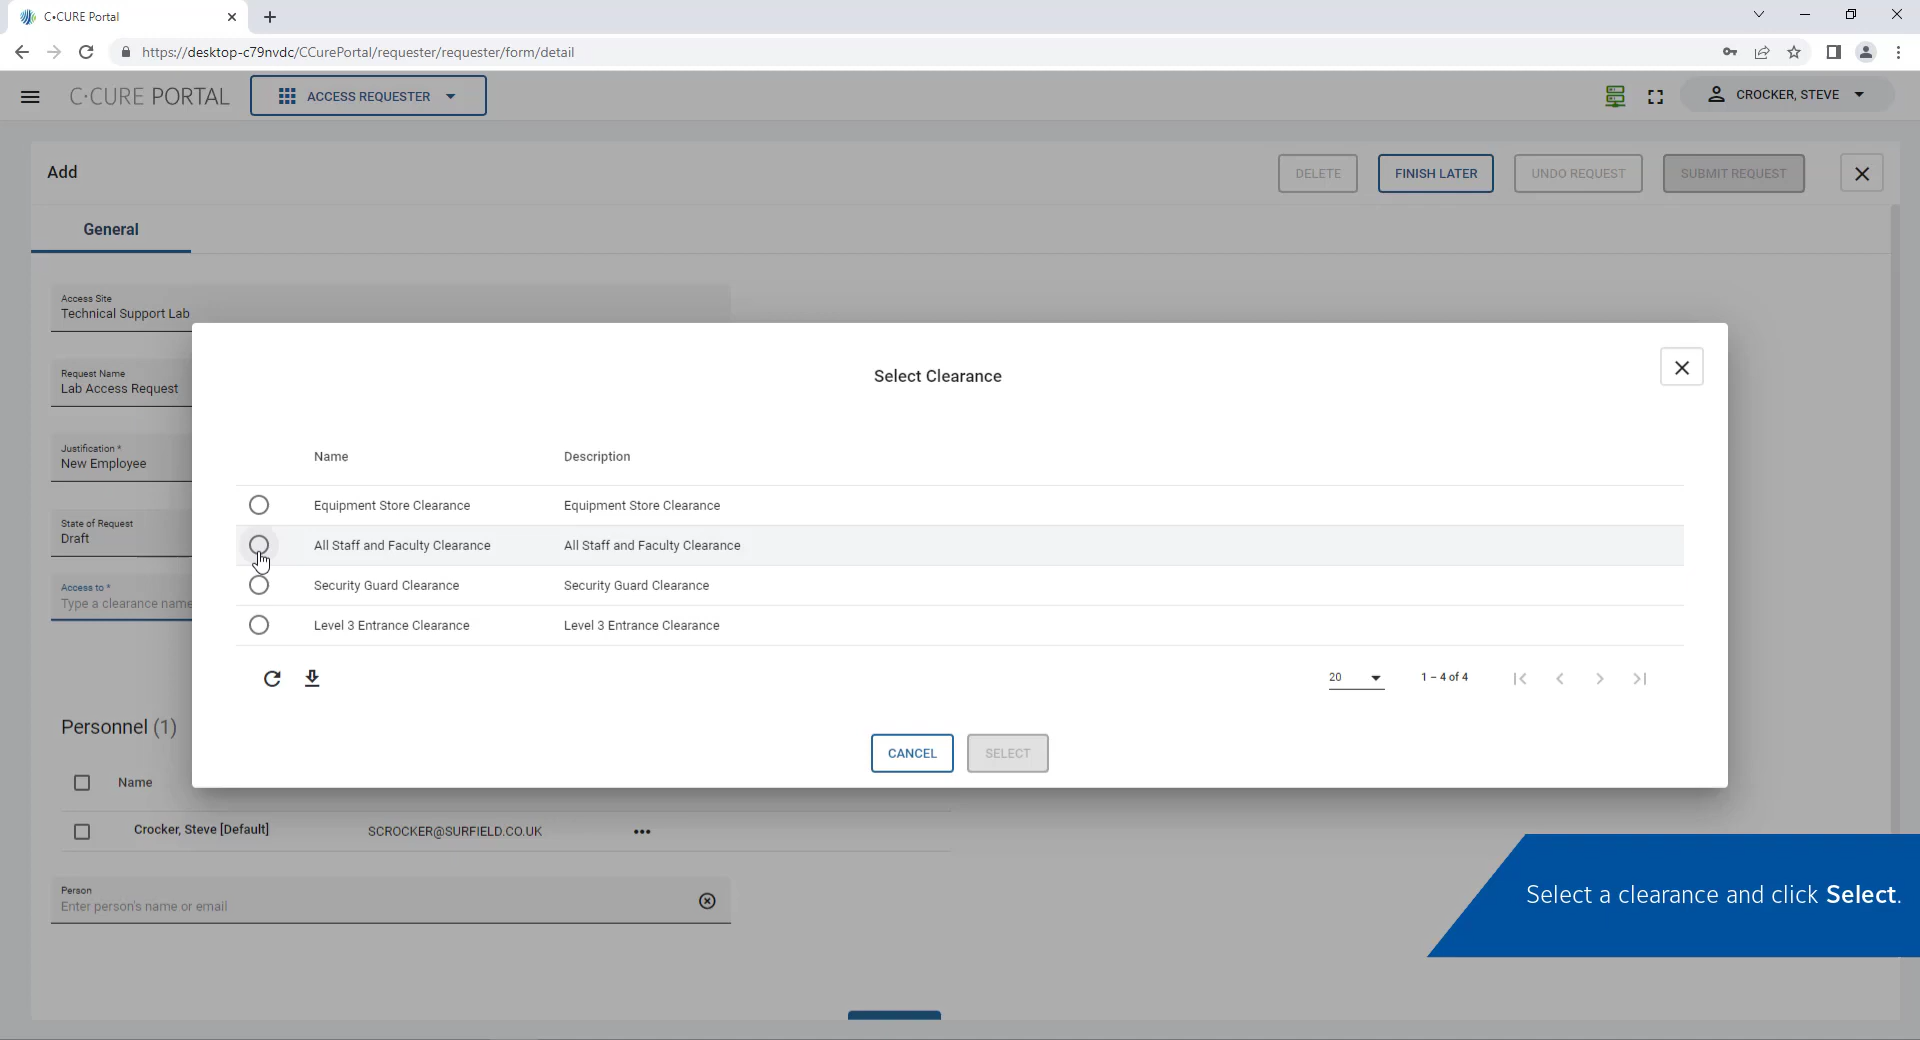 C•CURE Portal
https://desktop-c79nvdc/CCurePortal/requester/requester/form/detail
C•CURE PORTAL
ACCESS REQUESTER
CROCKER, STEVE
Add
DELETE
FINISH LATER
UNDO REQUEST
SUBMIT REQUEST
General
Access Site
Technical Support Lab
Request Name
Lab Access Request
Justification *
New Employee
State of Request
Draft
Access to *
Type a clearance name
Select Clearance
Name Description
Equipment Store Clearance Equipment Store Clearance
All Staff and Faculty Clearance All Staff and Faculty Clearance
Security Guard Clearance Security Guard Clearance
Level 3 Entrance Clearance Level 3 Entrance Clearance
20 1 – 4 of 4
CANCEL SELECT
Personnel (1)
Name
Crocker, Steve [Default] SCROCKER@SURFIELD.CO.UK
Person
Enter person's name or email
Select a clearance and click Select.